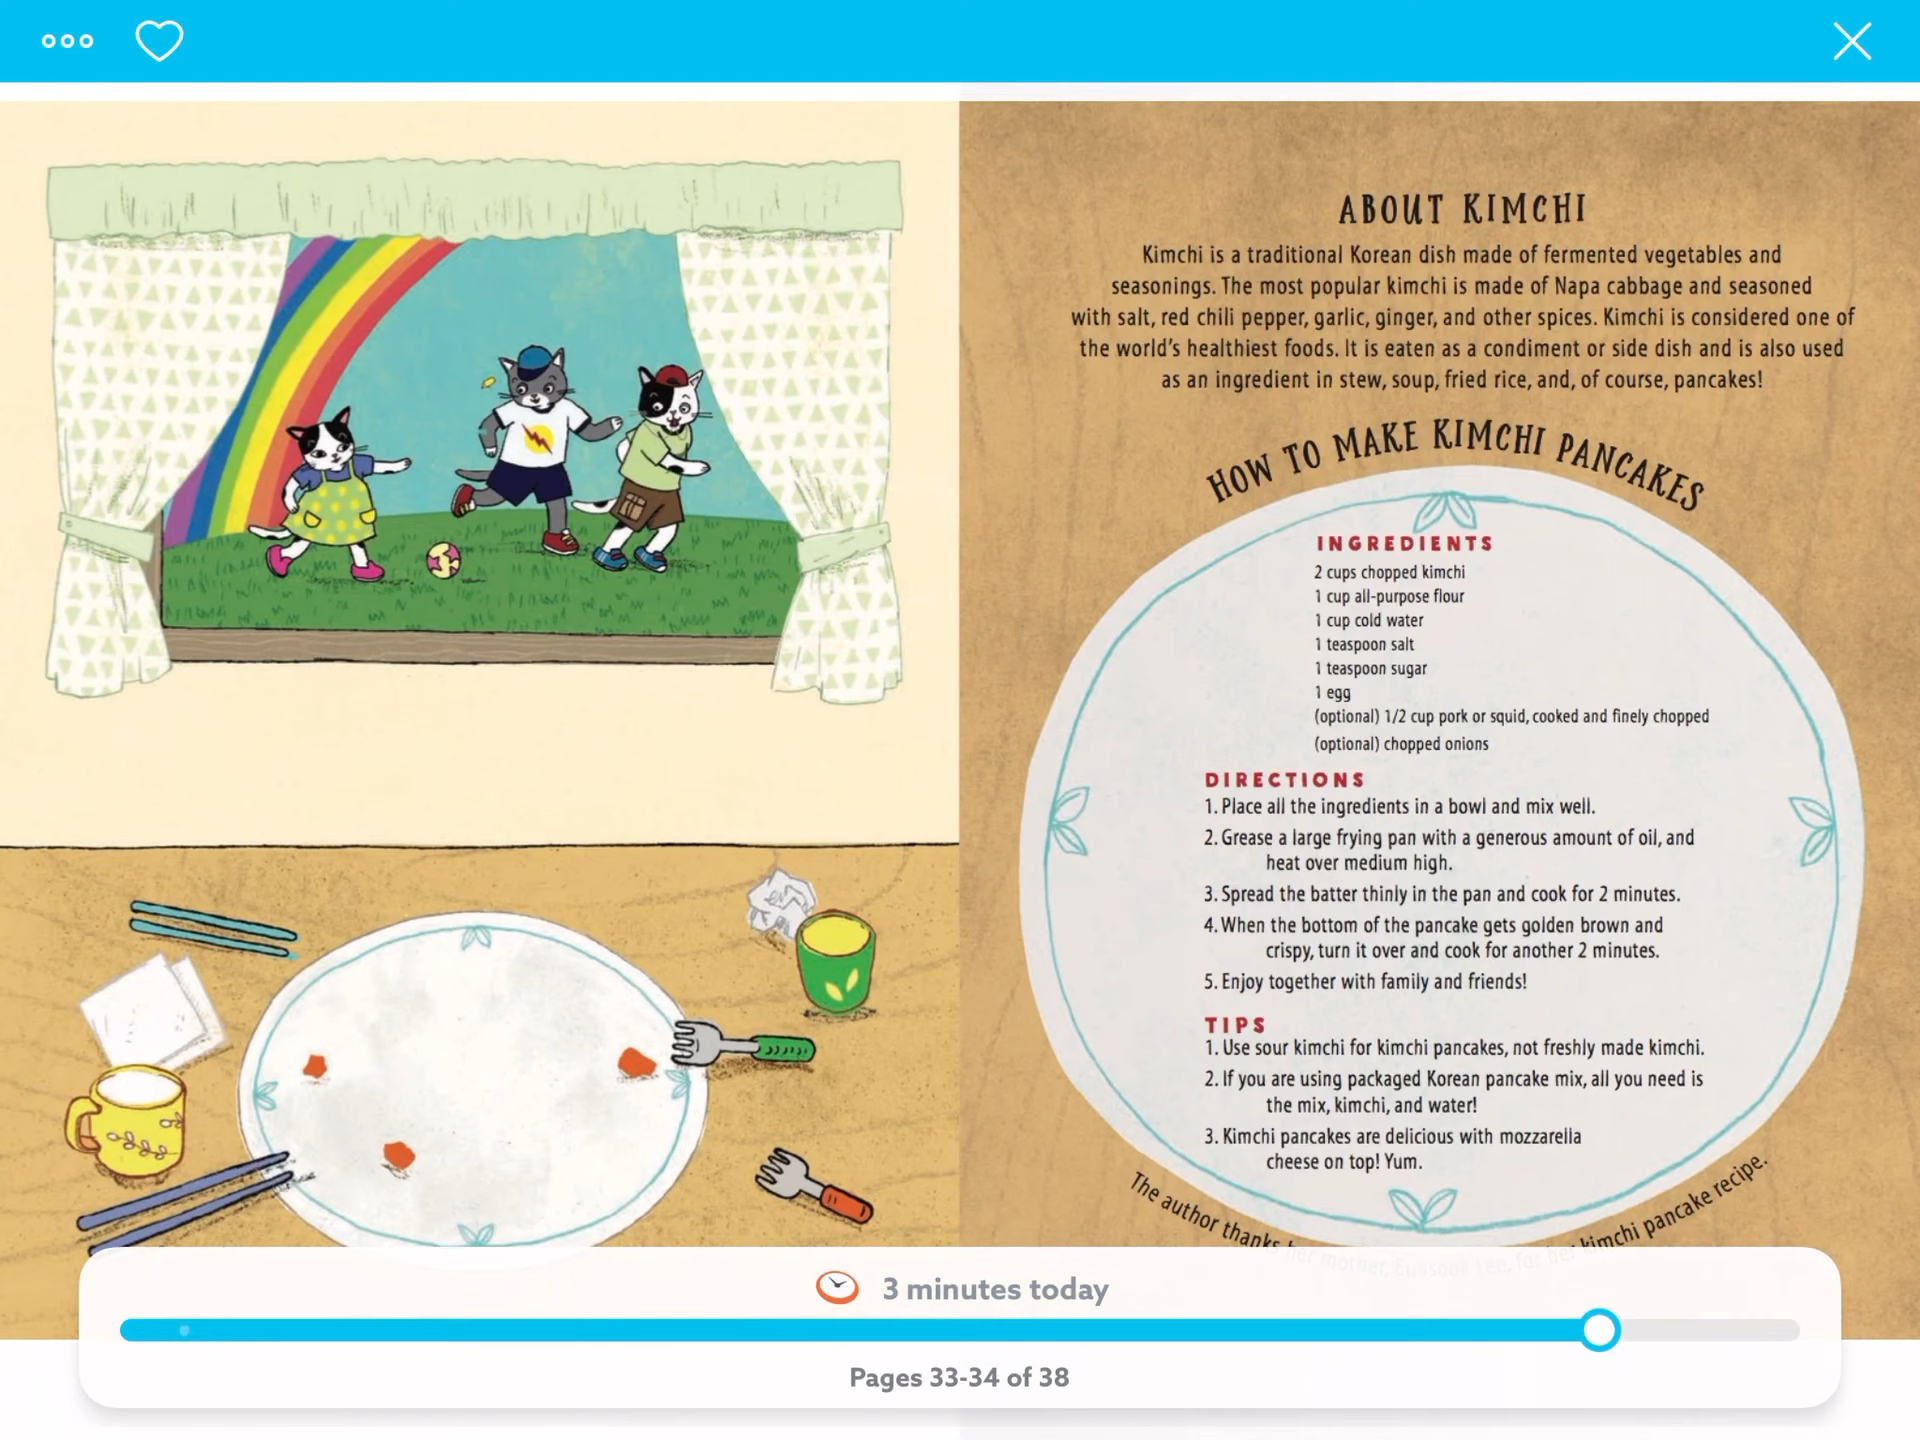 ABOUT KIMCHI
Kimchi is a traditional Korean dish made of fermented vegetables and
seasonings. The most popular kimchi is made of Napa cabbage and seasoned
with salt, red chili pepper, garlic, ginger, and other spices. Kimchi is considered one of
the world's healthiest foods. It is eaten as a condiment or side dish and is also used
as an ingredient in stew, soup, fried rice, and, of course, pancakes!
HOW TO MAKE KIMCHI PANCAKES
INGREDIENTS
2 cups chopped kimchi
1 cup all-purpose flour
1 cup cold water
1 teaspoon salt
1 teaspoon sugar
1 egg
(optional) 1/2 cup pork or squid, cooked and finely chopped
(optional) chopped onions
DIRECTIONS
1. Place all the ingredients in a bowl and mix well.
2. Grease a large frying pan with a generous amount of oil, and
heat over medium high.
3. Spread the batter thinly in the pan and cook for 2 minutes.
4. When the bottom of the pancake gets golden brown and
crispy, turn it over and cook for another 2 minutes.
5. Enjoy together with family and friends!
TIPS
1. Use sour kimchi for kimchi pancakes, not freshly made kimchi.
2. If you are using packaged Korean pancake mix, all you need is
the mix, kimchi, and water!
3. Kimchi pancakes are delicious with mozzarella
cheese on top! Yum.
The author thanks her mother, Lee, for her kimchi pancake recipe.
3 minutes today
Pages 33-34 of 38